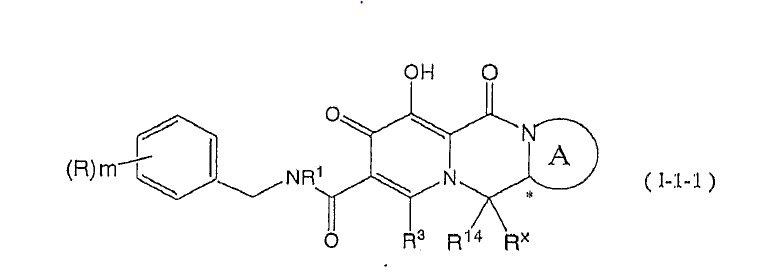 OH
O
O
N
A
(R)m
NR¹
N
*
O
R³
R¹⁴
Rˣ
(I-1-1)